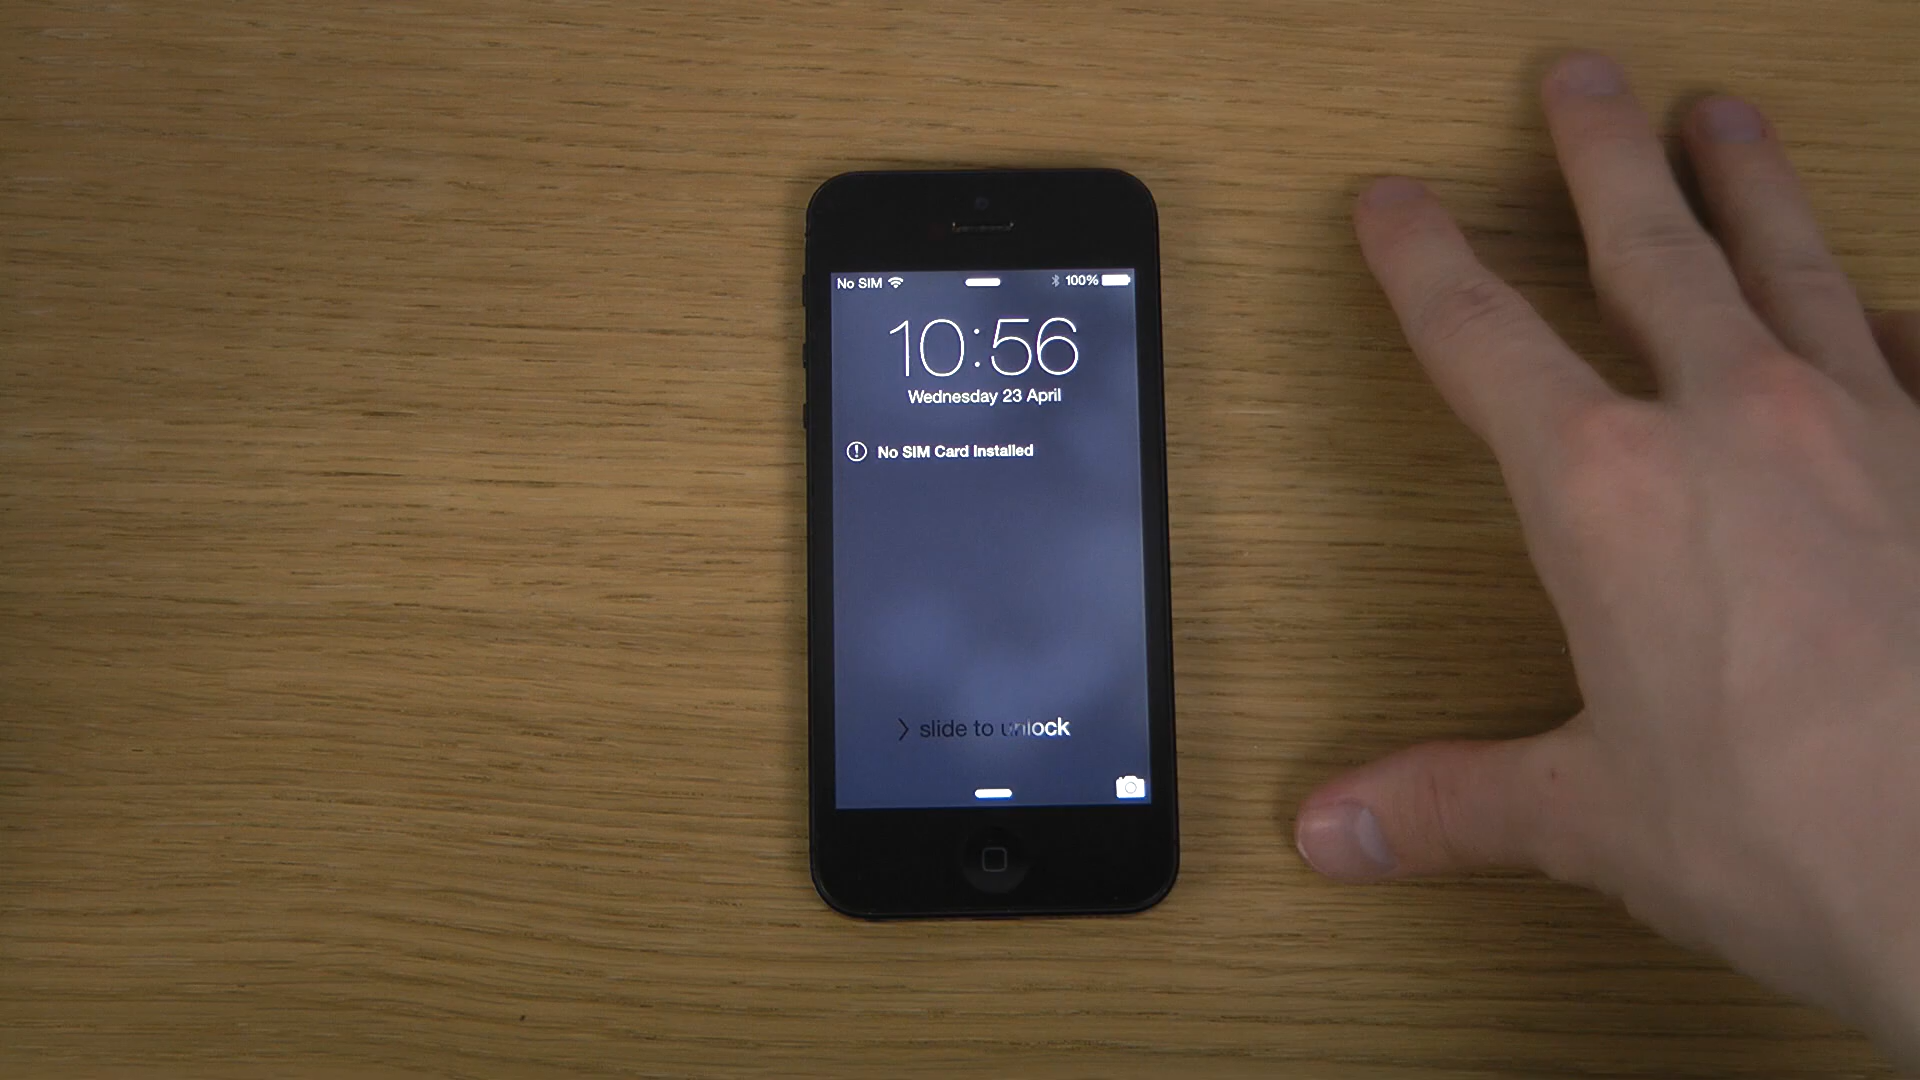 No SIM 100%
10:56
Wednesday 23 April
No SIM Card Installed
slide to unlock